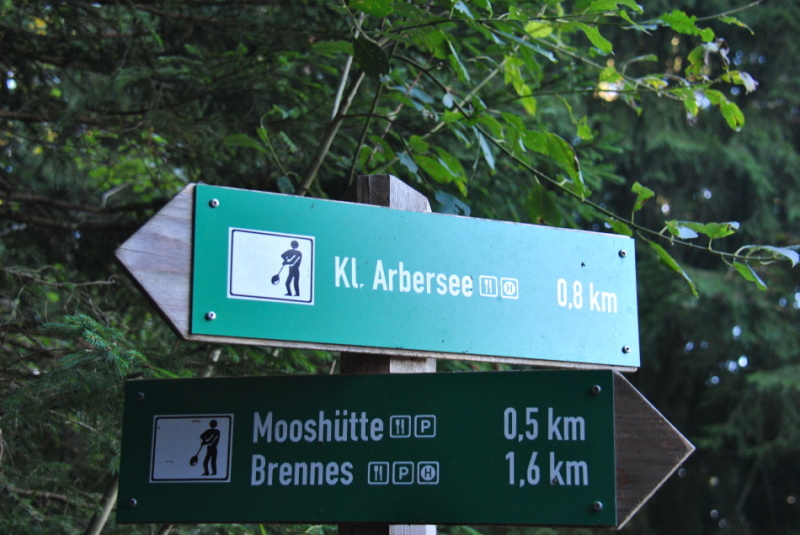 Kl. Arbersee H 0,8 km
Mooshütte P 0,5 km
Brennes P H 1,6 km